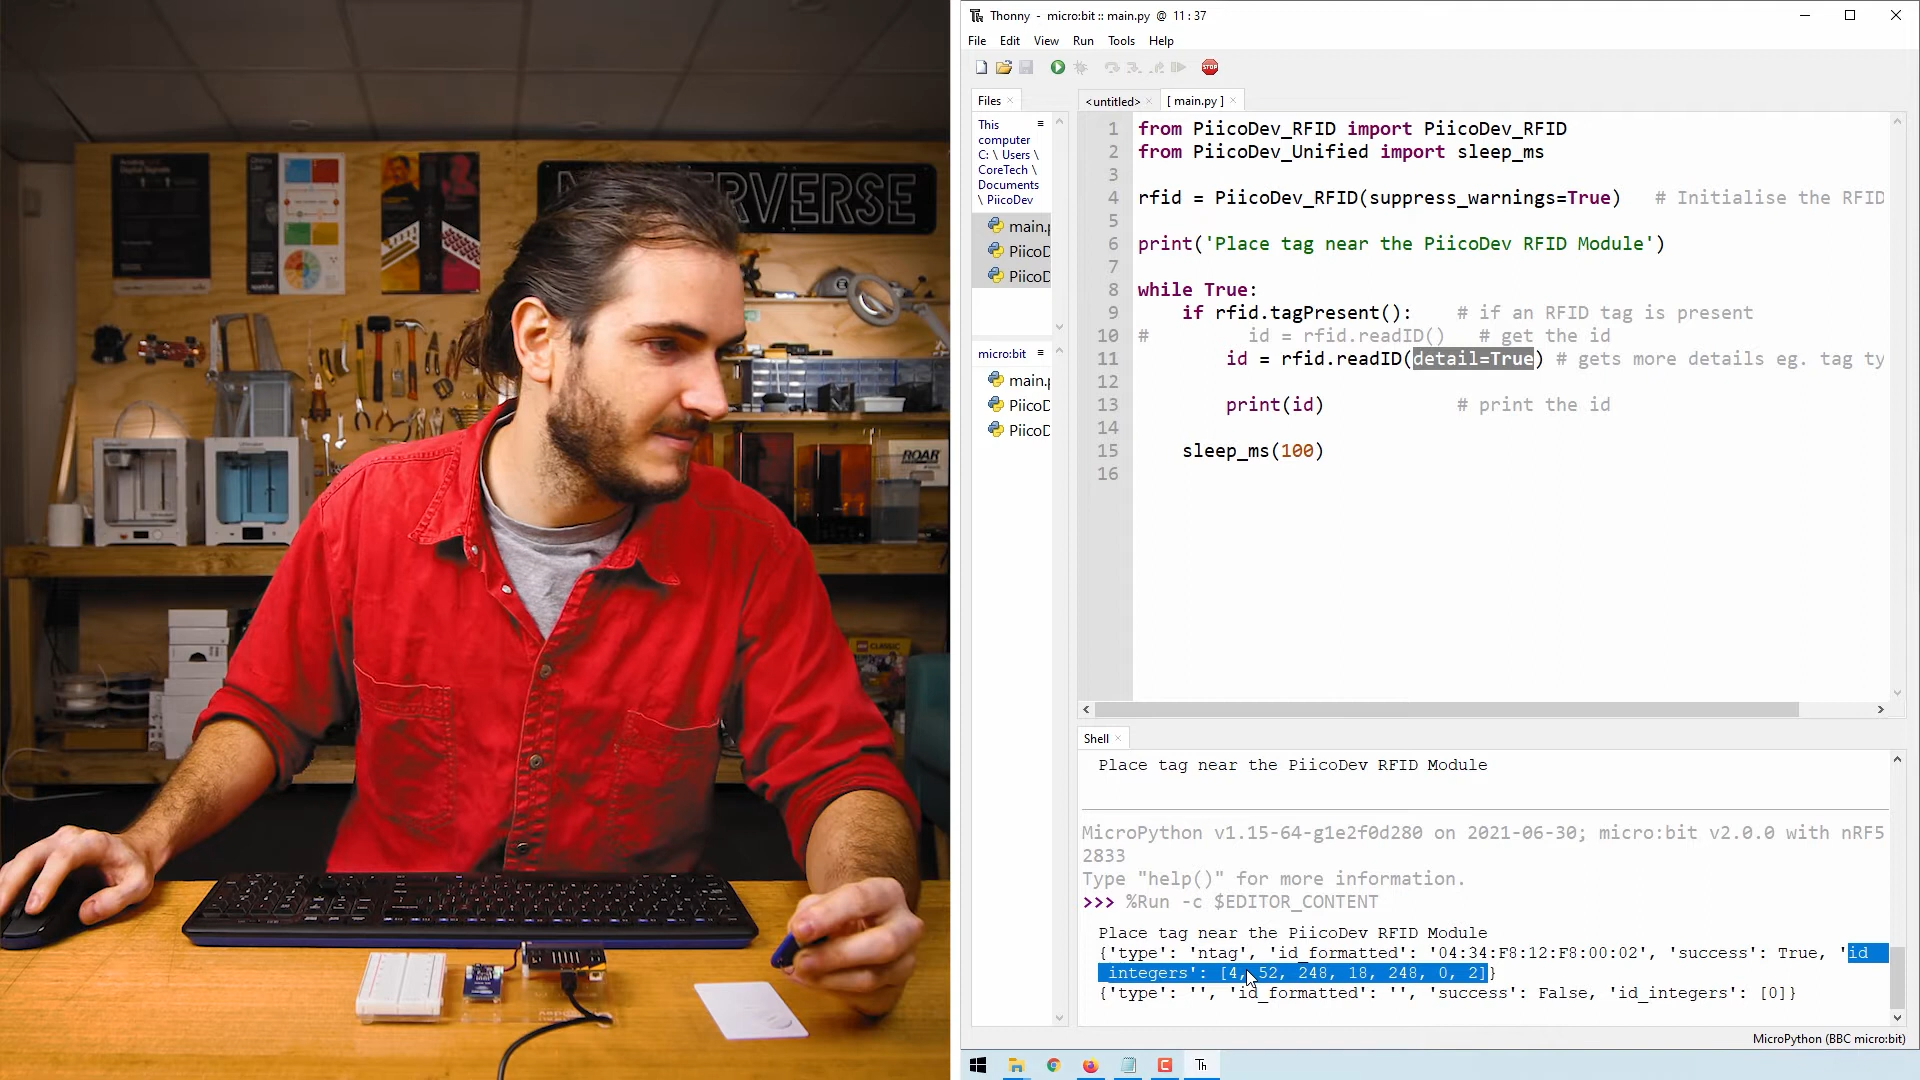 Thonny - micro:bit :: main.py @ 11 : 37
File Edit View Run Tools Help
STOP
Files
<untitled>
[ main.py ]
This
computer
C: \ Users \
CoreTech \
Documents
\ PiicoDev
main.p
PiicoD
PiicoD
micro:bit
main.p
PiicoD
PiicoD
1 from PiicoDev_RFID import PiicoDev_RFID
2 from PiicoDev_Unified import sleep_ms
3
4 rfid = PiicoDev_RFID(suppress_warnings=True) # Initialise the RFID
5
6 print('Place tag near the PiicoDev RFID Module')
7
8 while True:
9 if rfid.tagPresent(): # if an RFID tag is present
10 # id = rfid.readID() # get the id
11 id = rfid.readID(detail=True) # gets more details eg. tag ty
12
13 print(id) # print the id
14
15 sleep_ms(100)
16
Shell
Place tag near the PiicoDev RFID Module
MicroPython v1.15-64-g1e2f0d280 on 2021-06-30; micro:bit v2.0.0 with nRF5
2833
Type "help()" for more information.
>>> %Run -c $EDITOR_CONTENT
Place tag near the PiicoDev RFID Module
{'type': 'ntag', 'id_formatted': '04:34:F8:12:F8:00:02', 'success': True, 'id
_integers': [4, 52, 248, 18, 248, 0, 2]}
{'type': '', 'id_formatted': '', 'success': False, 'id_integers': [0]}
MicroPython (BBC micro:bit)
Th
ROAR
CLASSIC